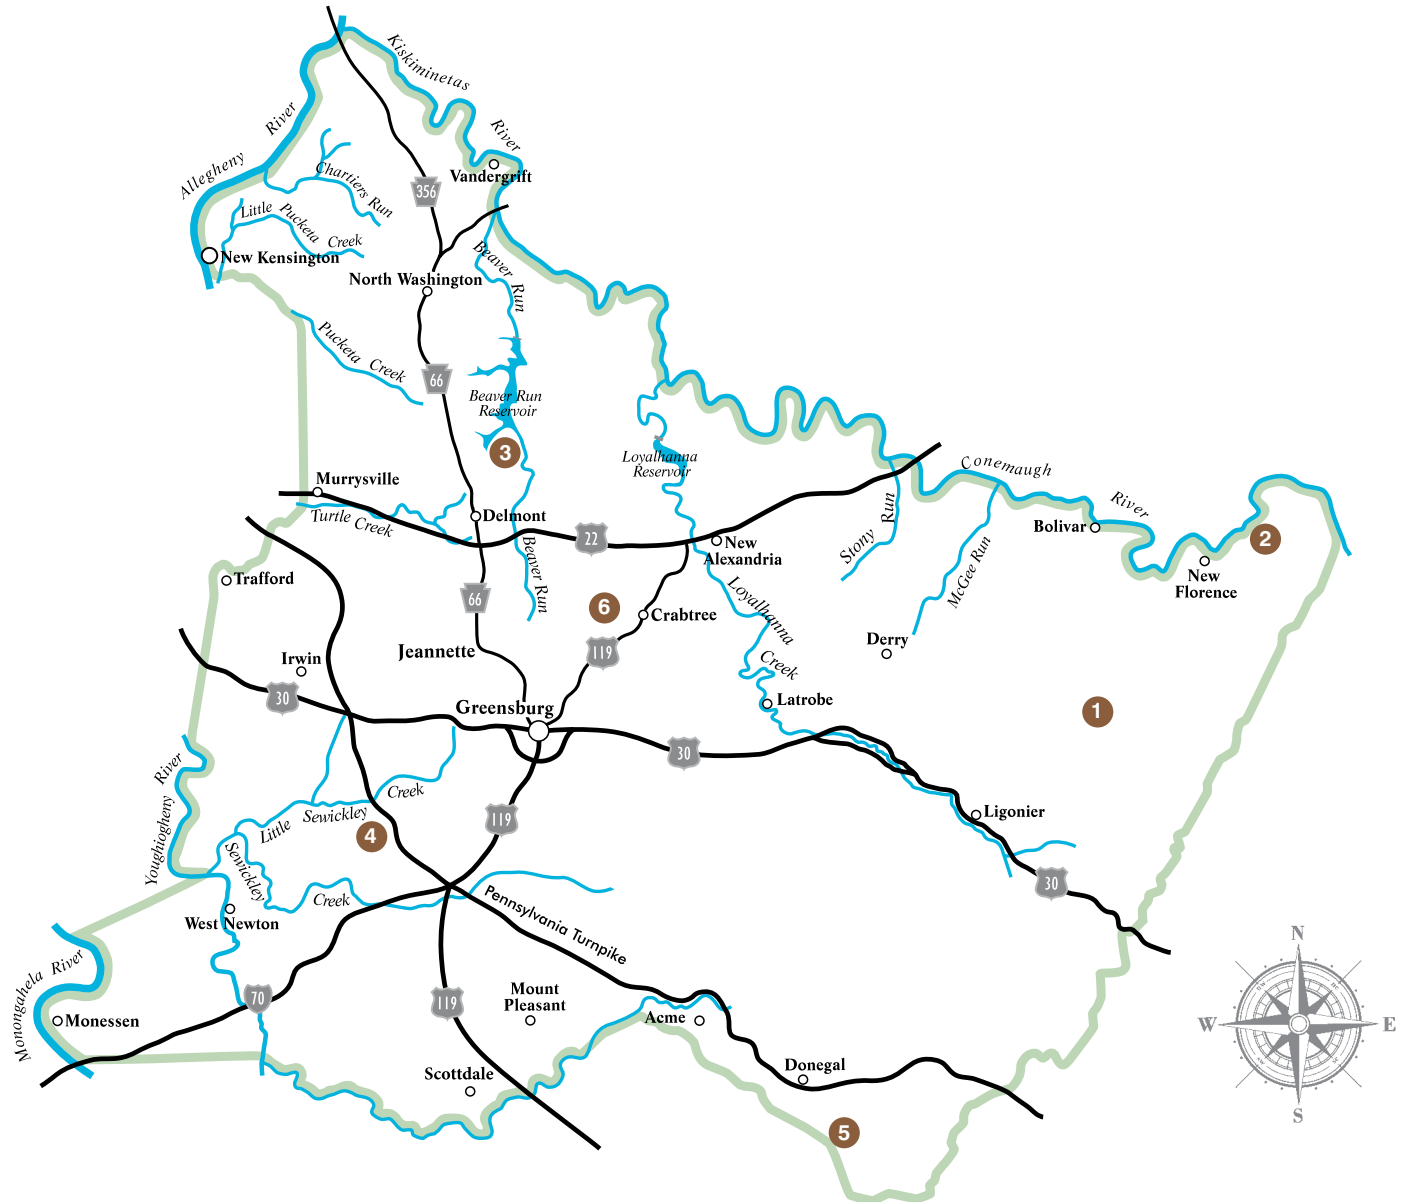 Kiskiminetas
River
Allegheny
River
Vandergrift
356
Chartiers Run
Little Pucketa Creek
New Kensington
North Washington
Beaver Run
Pucketa Creek
66
Beaver Run
Reservoir
3
Loyalhanna
Reservoir
Conemaugh
River
Murrysville
Turtle Creek
Delmont
22
New
Alexandria
Stony Run
McGee Run
Bolivar
2
New
Florence
Trafford
Beaver Run
66
6
Crabtree
Loyalhanna
Creek
Derry
Irwin
Jeannette
119
30
Greensburg
Latrobe
1
30
Youghiogheny River
Little Sewickley Creek
4
119
Ligonier
Sewickley
Creek
30
West Newton
Pennsylvania Turnpike
Monongahela River
70
119
Mount
Pleasant
Monessen
Acme
Scottdale
Donegal
5
N
W
E
S